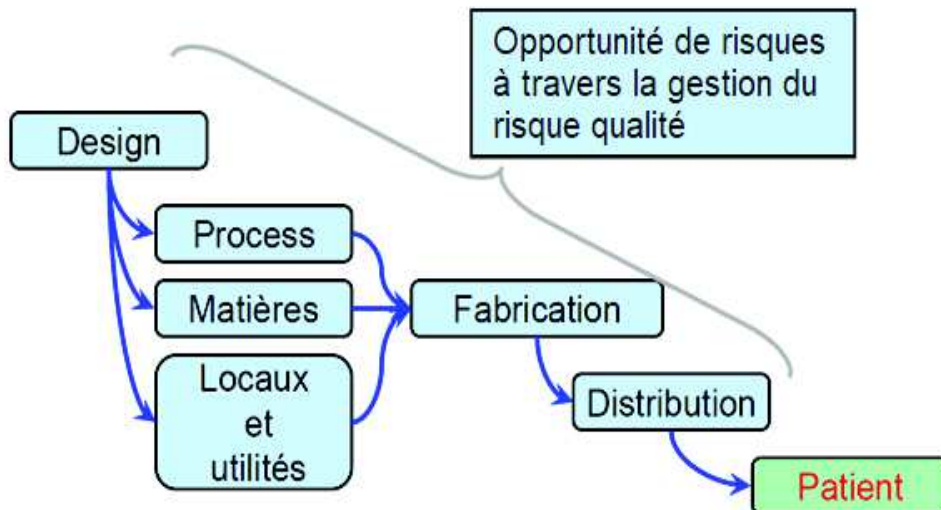 Opportunité de risques
à travers la gestion du
risque qualité
Design
Process
Matières
Locaux
et
utilités
Fabrication
Distribution
Patient